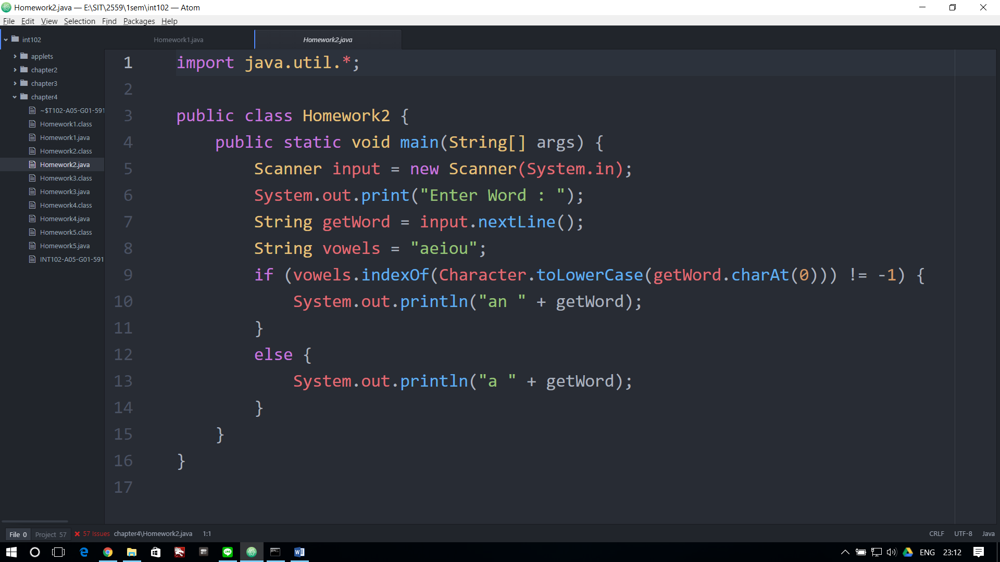 Homework2.java — E:\SIT\2559\1sem\int102 — Atom
File Edit View Selection Find Packages Help
int102
applets
chapter2
chapter3
chapter4
~$T102-A05-G01-591
Homework1.class
Homework1.java
Homework2.class
Homework2.java
Homework3.class
Homework3.java
Homework4.class
Homework4.java
Homework5.class
Homework5.java
INT102-A05-G01-591
Homework1.java Homework2.java
1 import java.util.*;
2
3 public class Homework2 {
4 public static void main(String[] args) {
5 Scanner input = new Scanner(System.in);
6 System.out.print("Enter Word : ");
7 String getWord = input.nextLine();
8 String vowels = "aeiou";
9 if (vowels.indexOf(Character.toLowerCase(getWord.charAt(0))) != -1) {
10 System.out.println("an " + getWord);
11 }
12 else {
13 System.out.println("a " + getWord);
14 }
15 }
16 }
17
File 0 Project 57 57 Issues chapter4\Homework2.java 1:1 CRLF UTF-8 Java
ENG 23:12